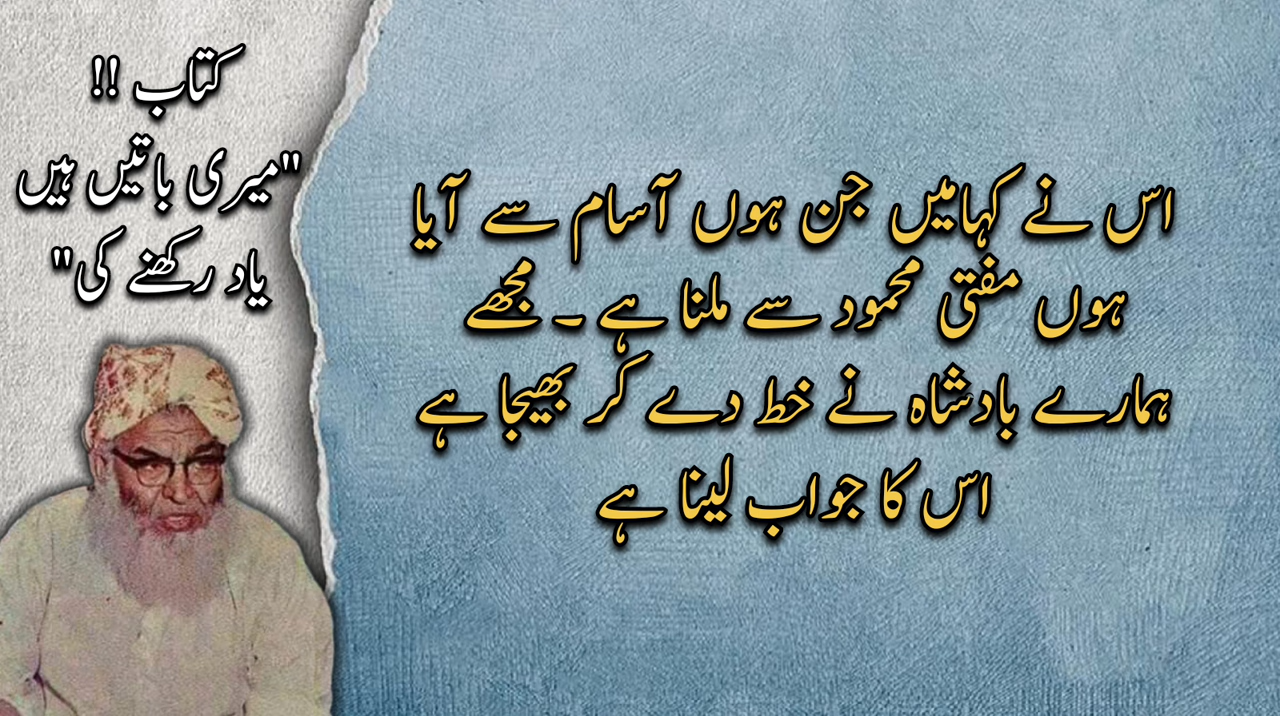 کتاب !!
"میری باتیں ہیں
یاد رکھنے کی"
اس نے کہامیں جن ہوں آسام سے آیا
ہوں مفتی محمود سے ملنا ہے ۔ مجھے
ہمارے بادشاہ نے خط دے کر بھیجا ہے
اس کا جواب لینا ہے